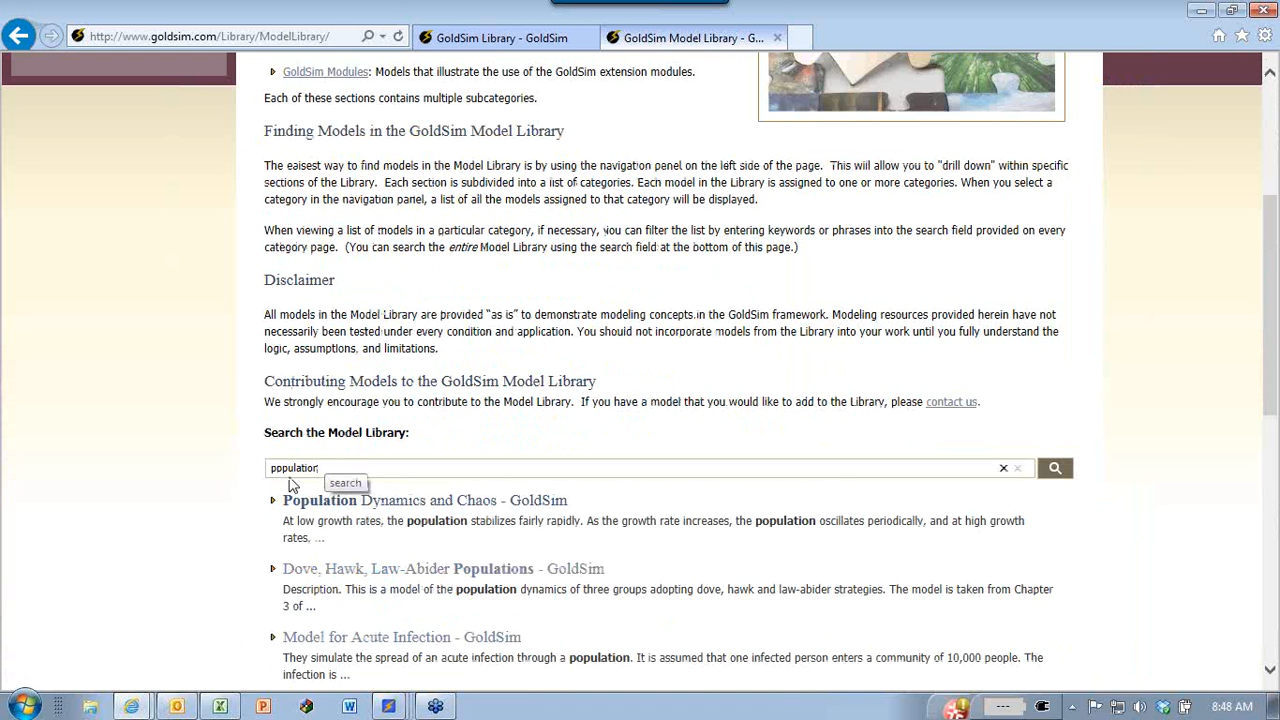 http://www.goldsim.com/Library/ModelLibrary/
GoldSim Library - GoldSim
GoldSim Model Library - G...
GoldSim Modules: Models that illustrate the use of the GoldSim extension modules.
Each of these sections contains multiple subcategories.
Finding Models in the GoldSim Model Library
The eaisest way to find models in the Model Library is by using the navigation panel on the left side of the page. This will allow you to "drill down" within specific
sections of the Library. Each section is subdivided into a list of categories. Each model in the Library is assigned to one or more categories. When you select a
category in the navigation panel, a list of all the models assigned to that category will be displayed.
When viewing a list of models in a particular category, if necessary, you can filter the list by entering keywords or phrases into the search field provided on every
category page. (You can search the entire Model Library using the search field at the bottom of this page.)
Disclaimer
All models in the Model Library are provided "as is" to demonstrate modeling concepts in the GoldSim framework. Modeling resources provided herein have not
necessarily been tested under every condition and application. You should not incorporate models from the Library into your work until you fully understand the
logic, assumptions, and limitations.
Contributing Models to the GoldSim Model Library
We strongly encourage you to contribute to the Model Library. If you have a model that you would like to add to the Library, please contact us.
Search the Model Library:
population
search
Population Dynamics and Chaos - GoldSim
At low growth rates, the population stabilizes fairly rapidly. As the growth rate increases, the population oscillates periodically, and at high growth
rates, ...
Dove, Hawk, Law-Abider Populations - GoldSim
Description. This is a model of the population dynamics of three groups adopting dove, hawk and law-abider strategies. The model is taken from Chapter
3 of ...
Model for Acute Infection - GoldSim
They simulate the spread of an acute infection through a population. It is assumed that one infected person enters a community of 10,000 people. The
infection is ...
8:48 AM